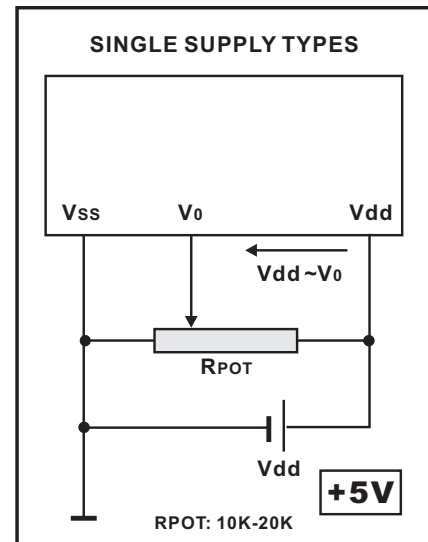 SINGLE SUPPLY TYPES
VSS V0 Vdd
Vdd ~V0
RPOT
Vdd
+5V
RPOT: 10K-20K